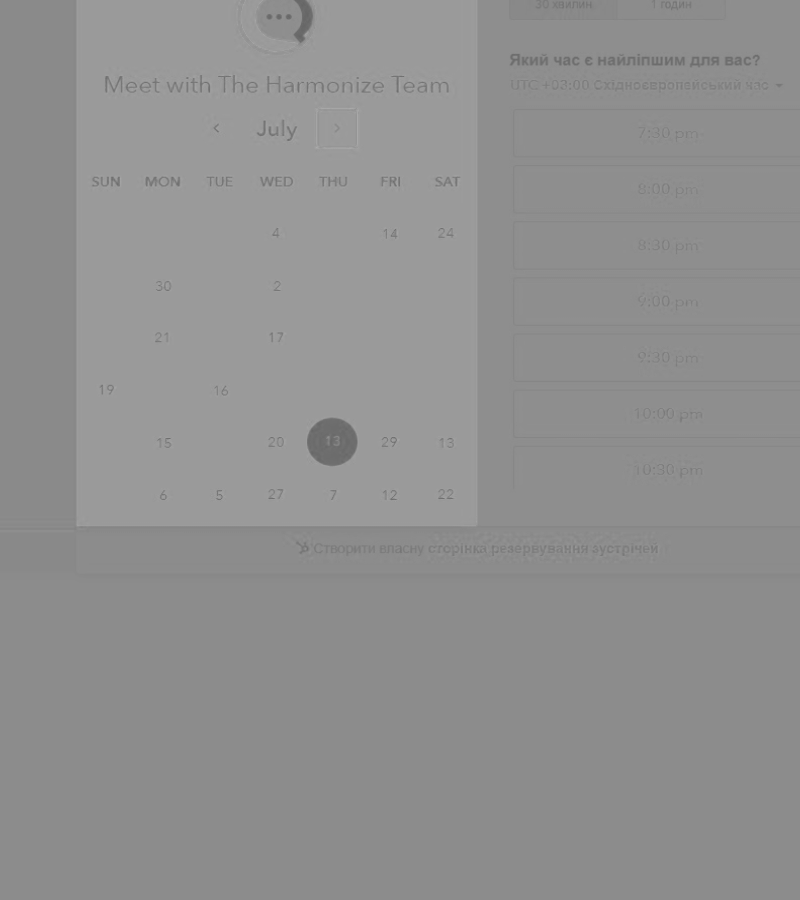 30 хвилин
1 годин
Meet with The Harmonize Team
July
SUN MON TUE WED THU FRI SAT
4 14 24
30 2
21 17
19 16
15 20 13 29 13
6 5 27 7 12 22
Який час є найліпшим для вас?
UTC +03:00 Східноєвропейський час
7:30 pm
8:00 pm
8:30 pm
9:00 pm
9:30 pm
10:00 pm
10:30 pm
Створити власну сторінка резервування зустрічей